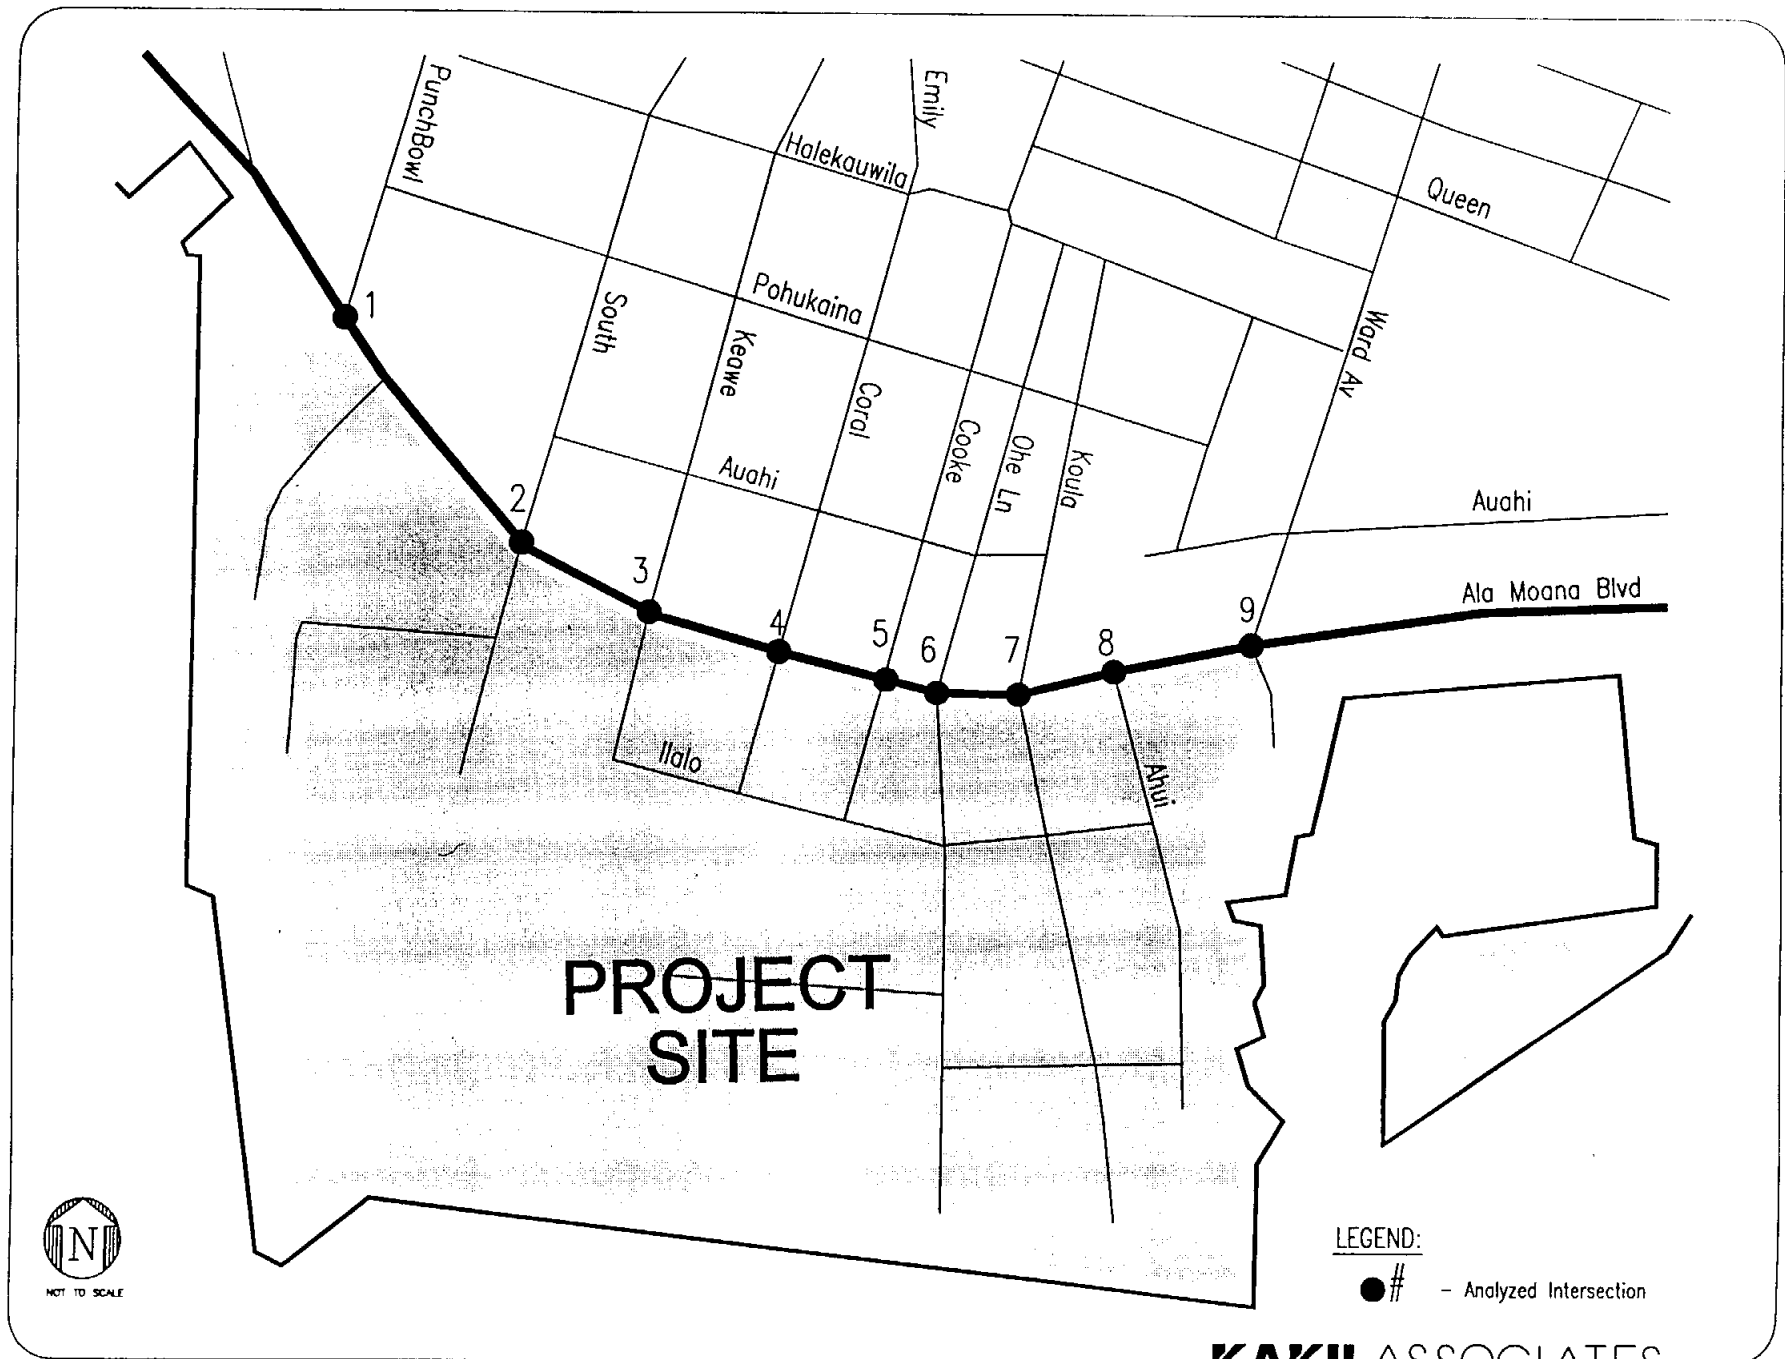 PunchBowl
Emily
Halekauwila
Queen
1
South
Pohukaina
Keawe
Coral
Ward Av
Cooke
Ohe Ln
Koula
Auahi
Auahi
2
3
4
5
6
7
8
9
Ala Moana Blvd
Ilalo
Ahui
PROJECT
SITE
N
NOT TO SCALE
LEGEND:
# - Analyzed Intersection
KAKU ASSOCIATES